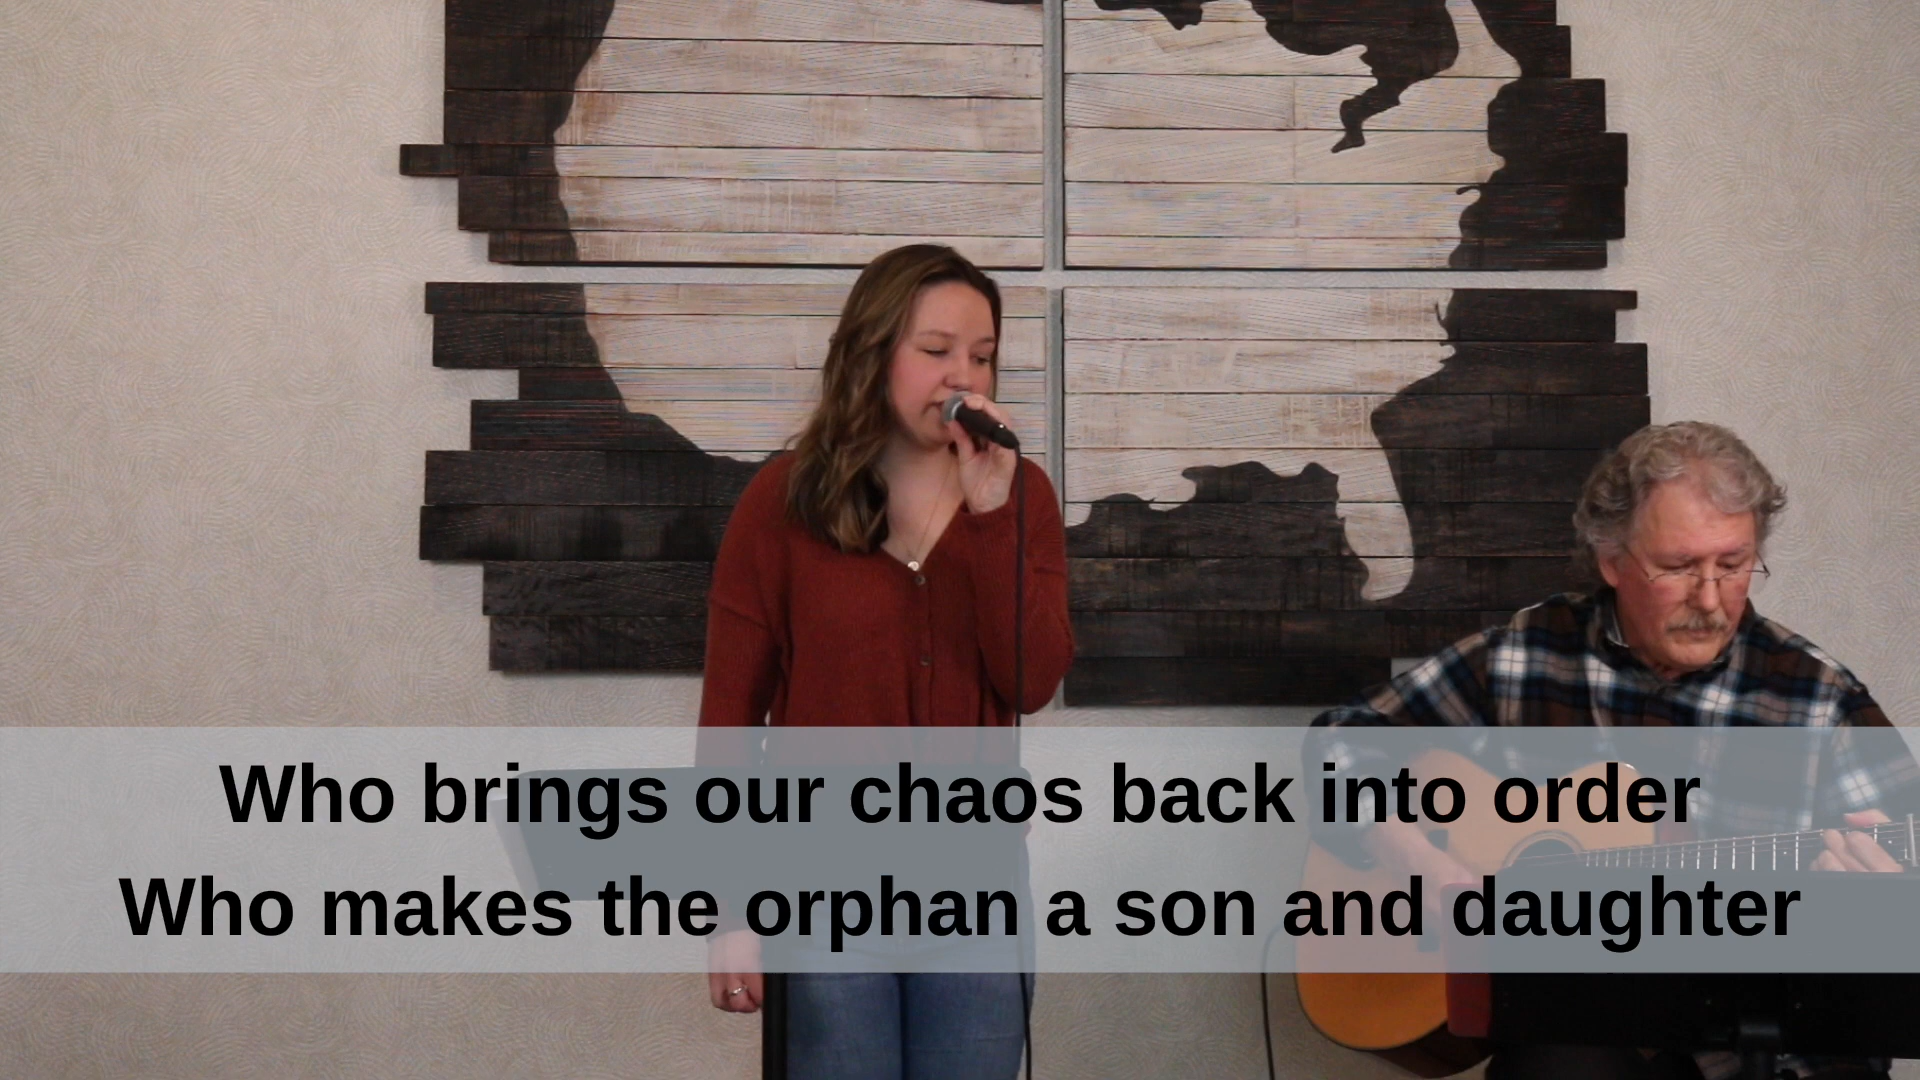 Who brings our chaos back into order
Who makes the orphan a son and daughter